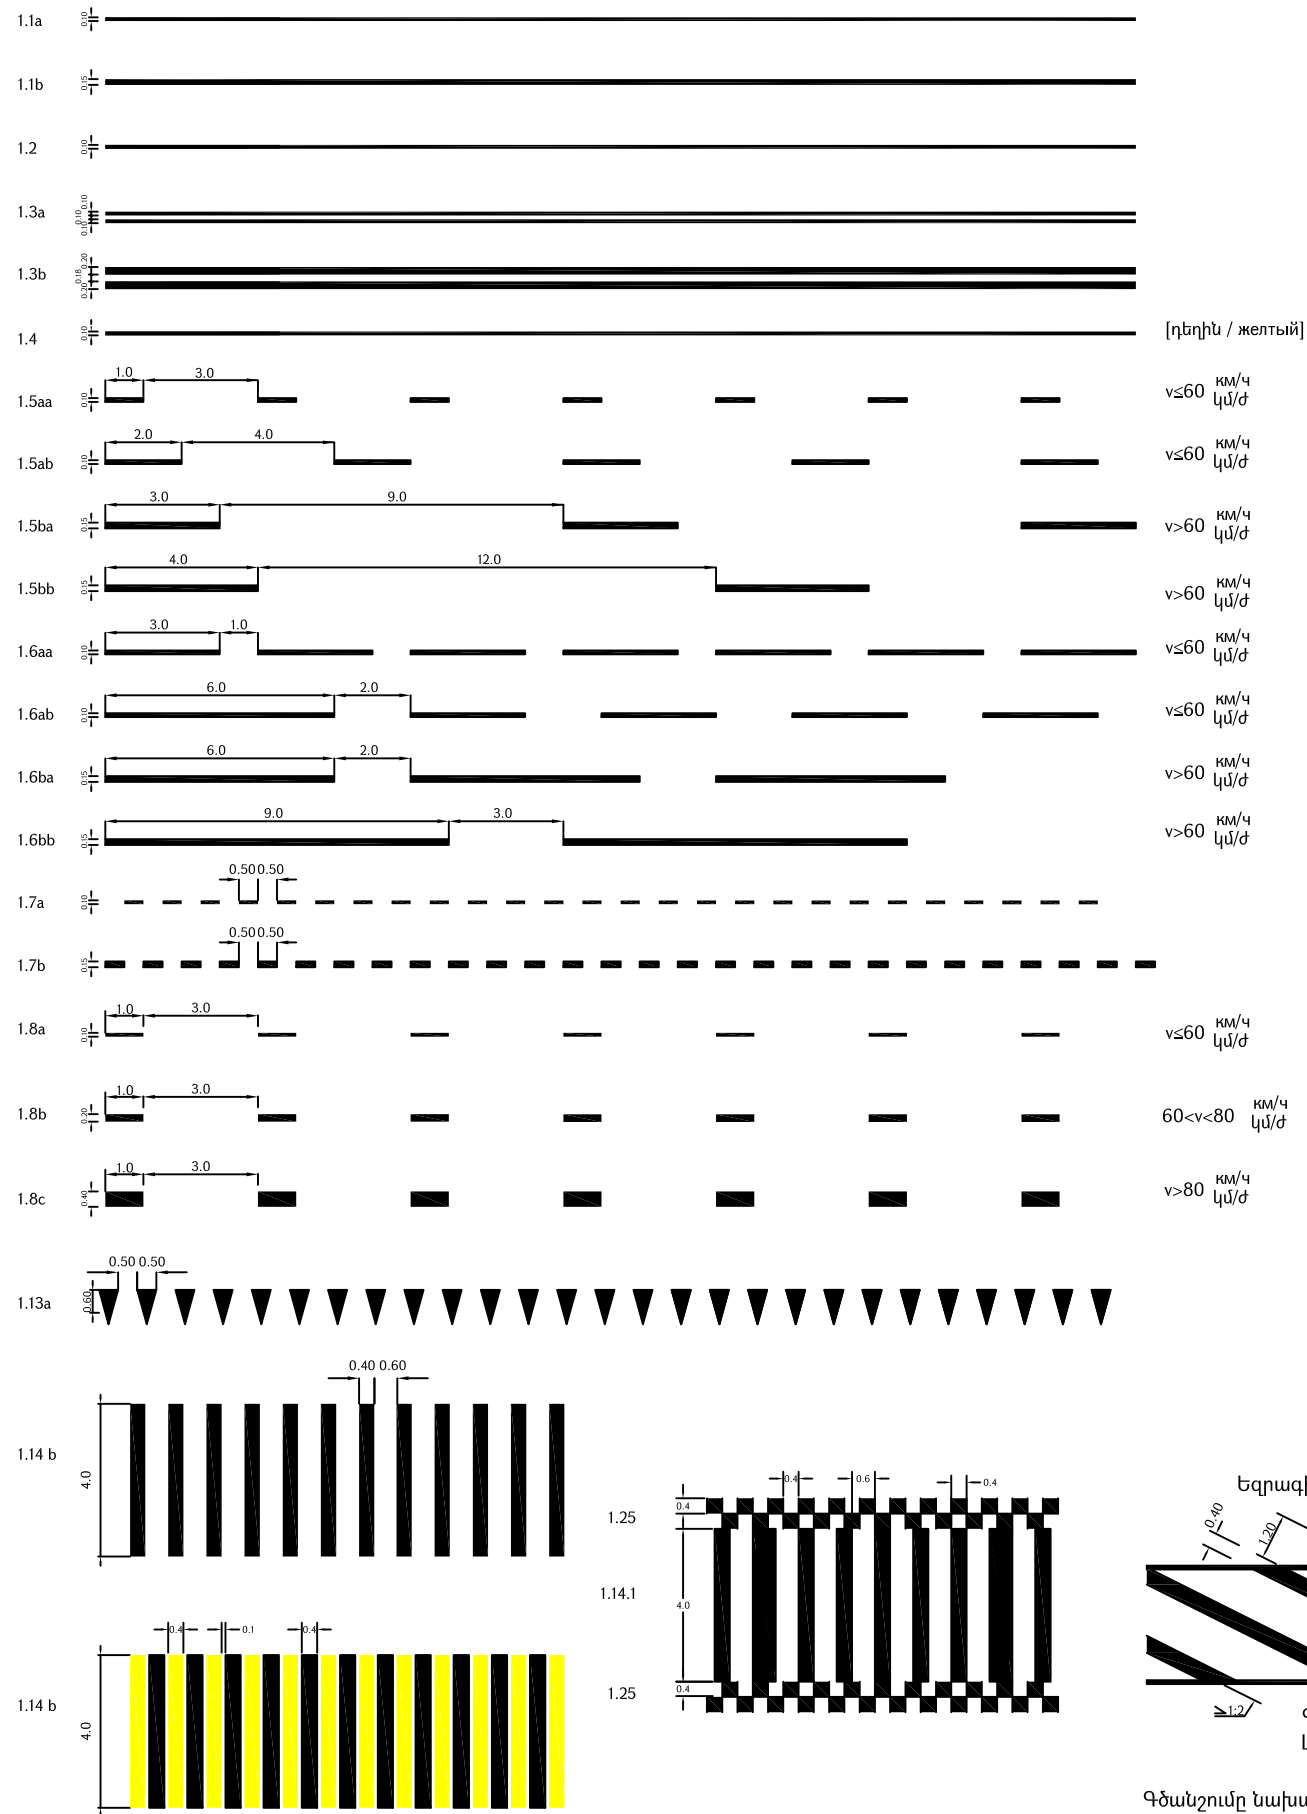 1.1a 0.10
1.1b 0.15
1.2 0.10
1.3a 0.10 0.10 0.10
1.3b 0.20 0.18 0.20
1.4 0.10 [դեղին / желтый]
1.0 3.0
1.5aa 0.10 v≤60 км/ч կմ/ժ
2.0 4.0
1.5ab 0.10 v≤60 км/ч կմ/ժ
3.0 9.0
1.5ba 0.15 v>60 км/ч կմ/ժ
4.0 12.0
1.5bb 0.15 v>60 км/ч կմ/ժ
3.0 1.0
1.6aa 0.10 v≤60 км/ч կմ/ժ
6.0 2.0
1.6ab 0.10 v≤60 км/ч կմ/ժ
6.0 2.0
1.6ba 0.15 v>60 км/ч կմ/ժ
9.0 3.0
1.6bb 0.15 v>60 км/ч կմ/ժ
0.50 0.50
1.7a 0.10
0.50 0.50
1.7b 0.15
1.0 3.0
1.8a 0.10 v≤60 км/ч կմ/ժ
1.0 3.0
1.8b 0.20 60<v<80 км/ч կմ/ժ
1.0 3.0
1.8c 0.40 v>80 км/ч կմ/ժ
0.50 0.50
1.13a 0.60
0.40 0.60
1.14 b 4.0
0.4 0.6 0.4
1.25 0.4
1.14.1 4.0
1.25 0.4
Եզրագի
0.40 1.20
≥1:2
0.4 0.1 0.4
1.14 b 4.0
Գծանշումը նախա